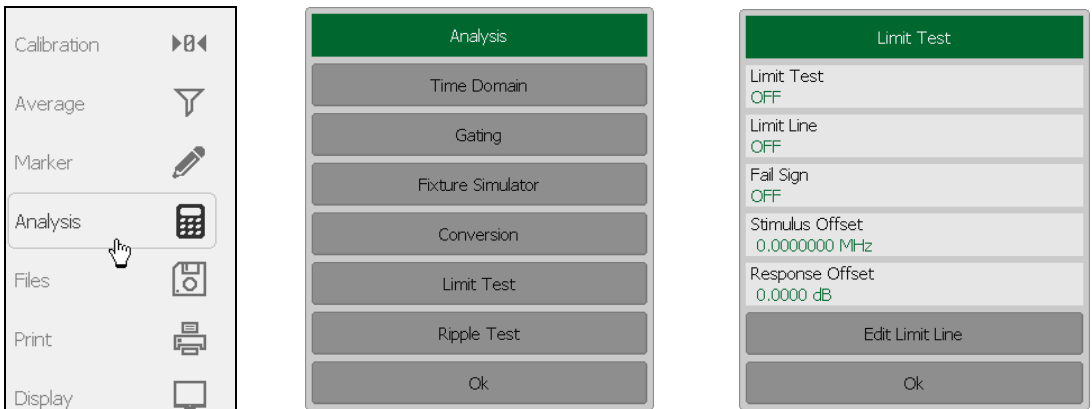 Calibration
Average
Marker
Analysis
Files
Print
Display
Analysis
Time Domain
Gating
Fixture Simulator
Conversion
Limit Test
Ripple Test
Ok
Limit Test
Limit Test
OFF
Limit Line
OFF
Fail Sign
OFF
Stimulus Offset
0.0000000 MHz
Response Offset
0.0000 dB
Edit Limit Line
Ok